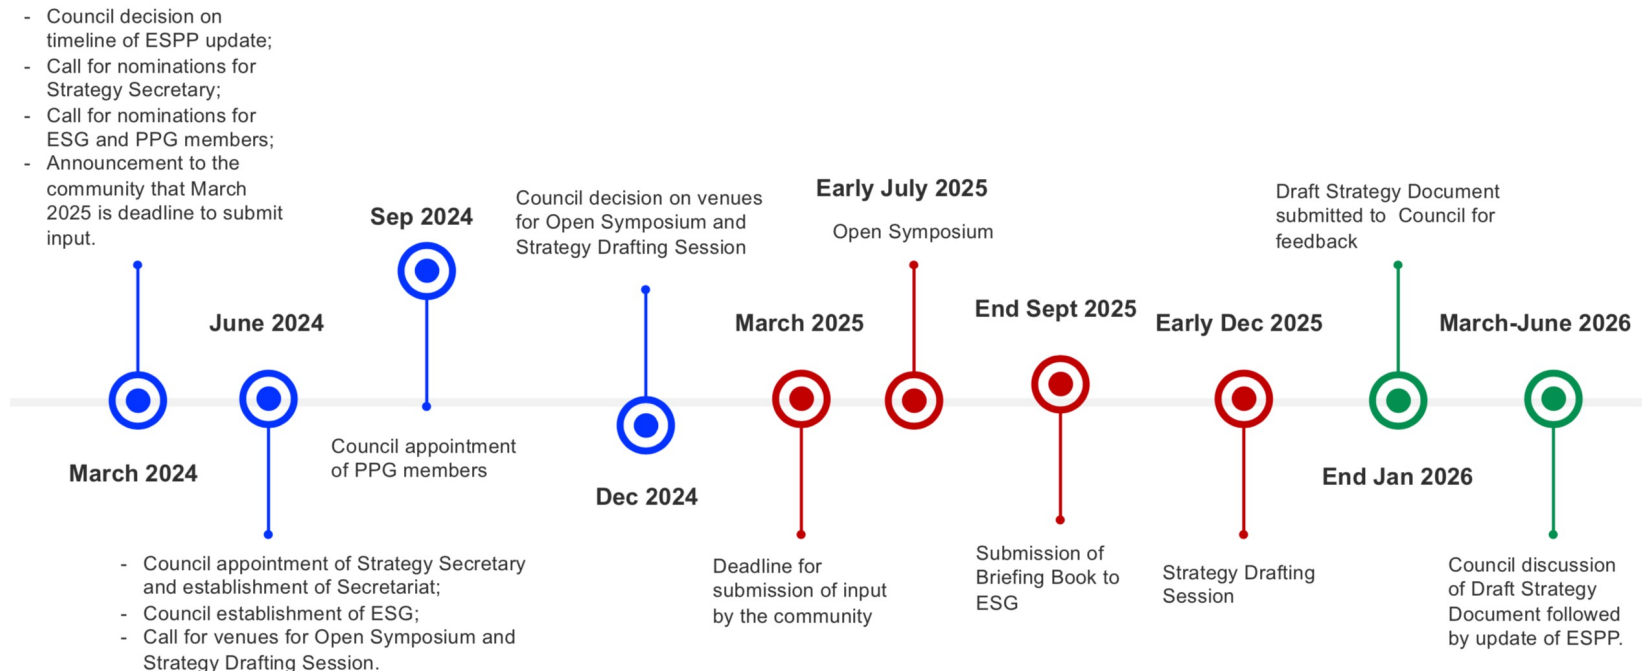 - Council decision on
timeline of ESPP update;
- Call for nominations for
Strategy Secretary;
- Call for nominations for
ESG and PPG members;
- Announcement to the
community that March
2025 is deadline to submit
input.
March 2024
June 2024
- Council appointment of Strategy Secretary
and establishment of Secretariat;
- Council establishment of ESG;
- Call for venues for Open Symposium and
Strategy Drafting Session.
Sep 2024
Council appointment
of PPG members
Council decision on venues
for Open Symposium and
Strategy Drafting Session
Dec 2024
March 2025
Deadline for
submission of input
by the community
Early July 2025
Open Symposium
End Sept 2025
Submission of
Briefing Book to
ESG
Early Dec 2025
Strategy Drafting
Session
Draft Strategy Document
submitted to Council for
feedback
End Jan 2026
March-June 2026
Council discussion
of Draft Strategy
Document followed
by update of ESPP.